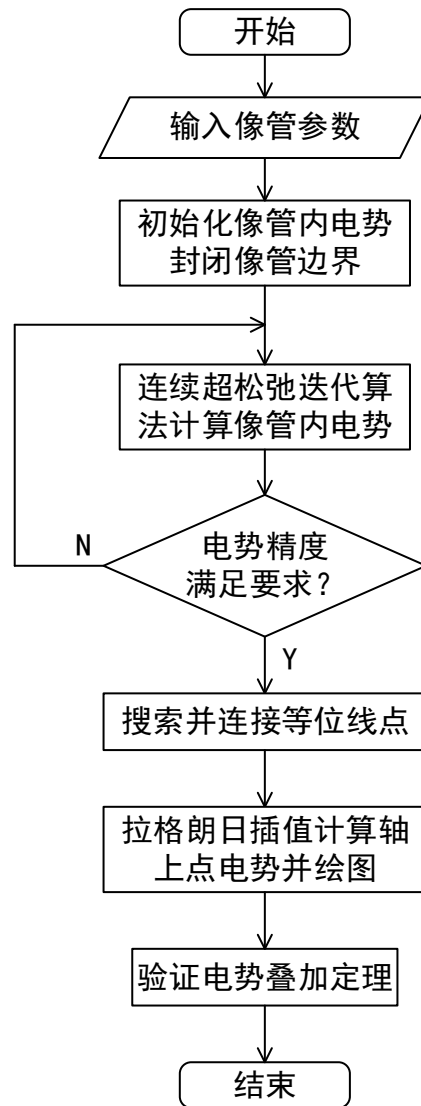 开始
输入像管参数
初始化像管内电势
封闭像管边界
连续超松弛迭代算
法计算像管内电势
电势精度
满足要求？
N
Y
搜索并连接等位线点
拉格朗日插值计算轴
上点电势并绘图
验证电势叠加定理
结束